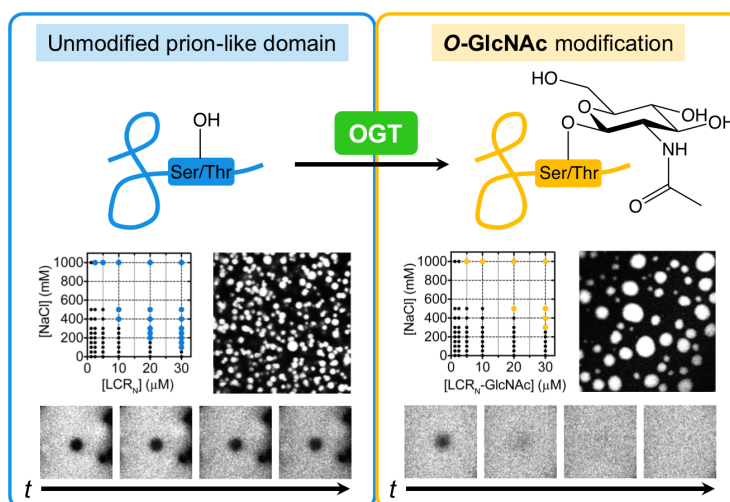 Unmodified prion-like domain
O-GlcNAc modification
OH
Ser/Thr
OGT
HO
O
OH
HO
O
O
OH
NH
O
Ser/Thr
1000
800
600
400
200
0
[NaCl] (mM)
0 10 20 30
[LCRN] (μM)
1000
800
600
400
200
0
[NaCl] (mM)
0 10 20 30
[LCRN-GlcNAc] (μM)
t
t